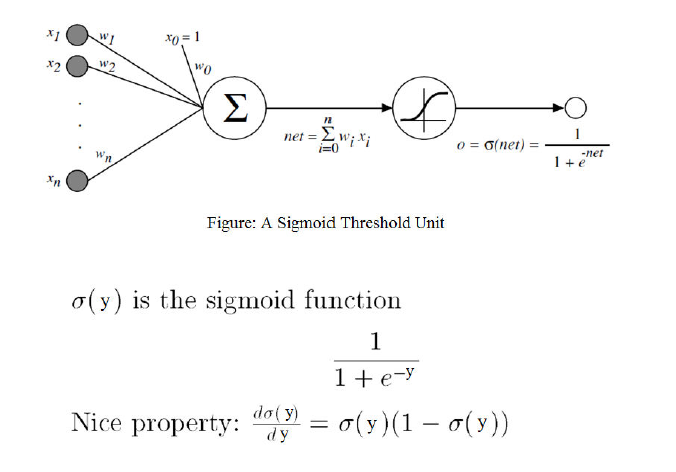 x1 w1 x0 = 1
x2 w2 w0
Σ
n
net = Σ wi xi
i=0
o = σ(net) = 1 / 1 + e^-net
wn
xn
Figure: A Sigmoid Threshold Unit
σ(y) is the sigmoid function
1
1 + e^−y
Nice property: dσ(y)/dy = σ(y)(1 − σ(y))